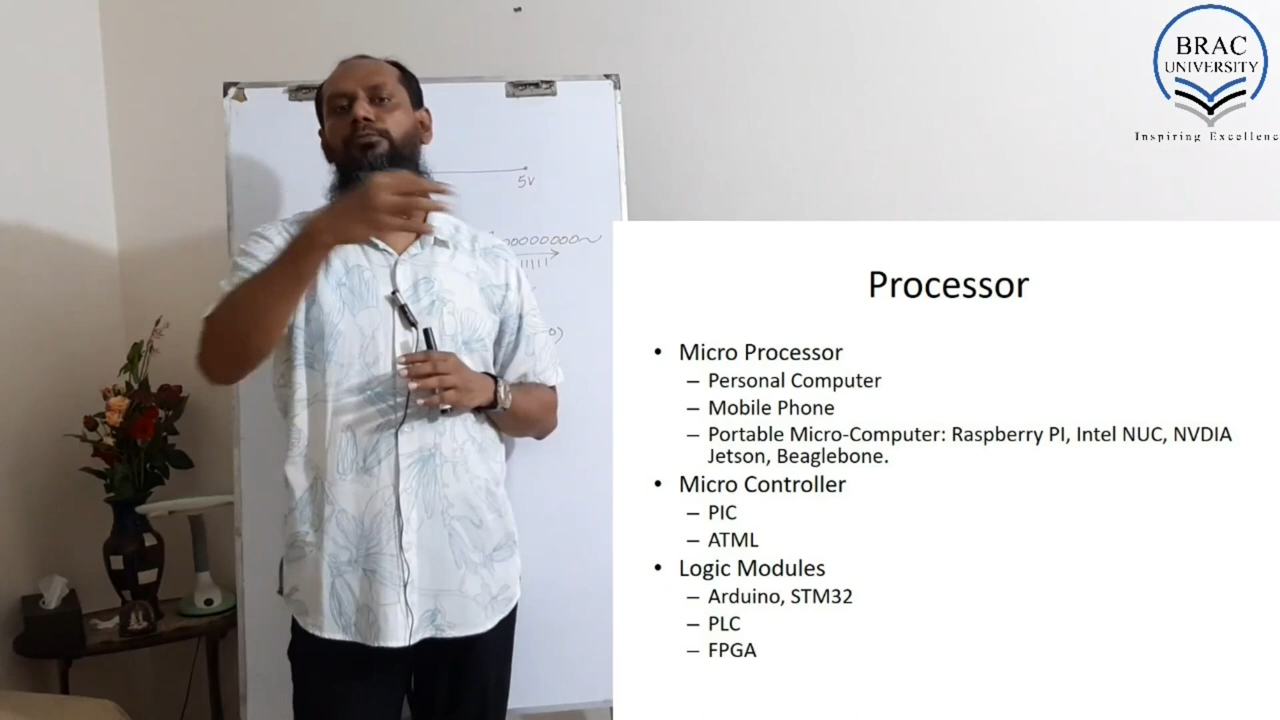 BRAC
UNIVERSITY
Inspiring Excellenc
5V
Processor
• Micro Processor
– Personal Computer
– Mobile Phone
– Portable Micro-Computer: Raspberry PI, Intel NUC, NVDIA
Jetson, Beaglebone.
• Micro Controller
– PIC
– ATML
• Logic Modules
– Arduino, STM32
– PLC
– FPGA